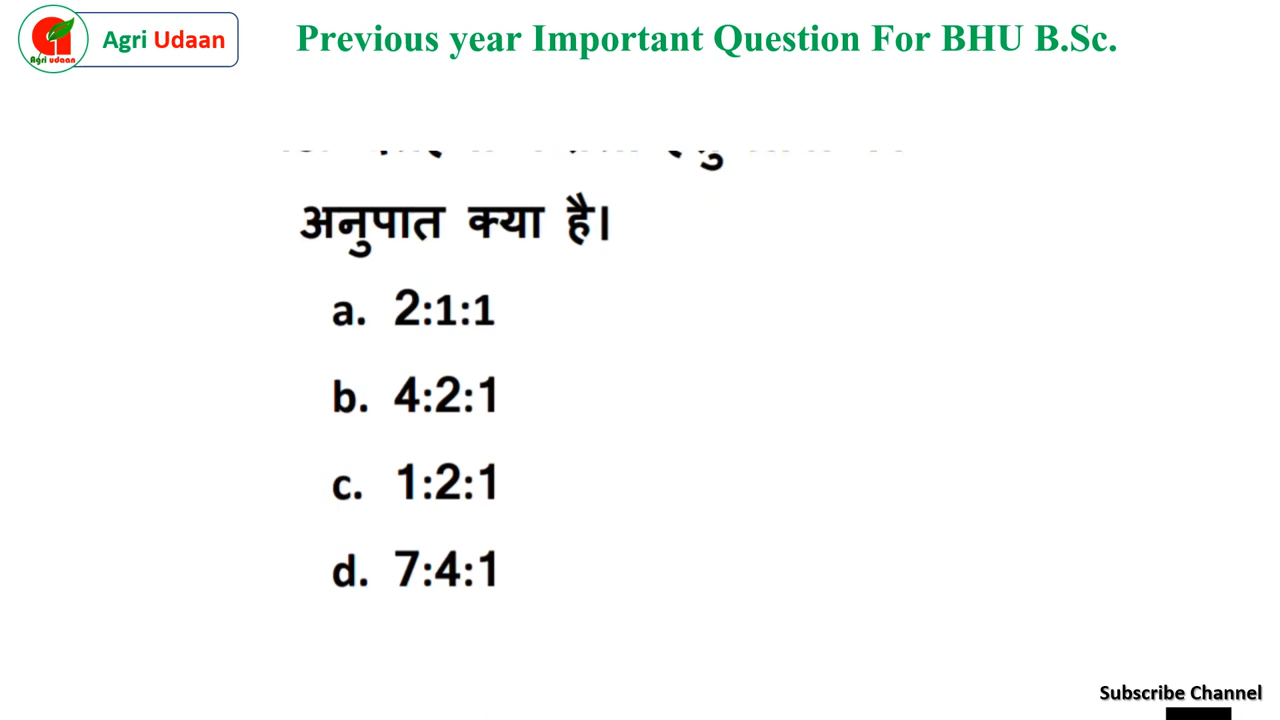 Agri Udaan
Agri udaan
Previous year Important Question For BHU B.Sc.
अनुपात क्या है।
a. 2:1:1
b. 4:2:1
c. 1:2:1
d. 7:4:1
Subscribe Channel